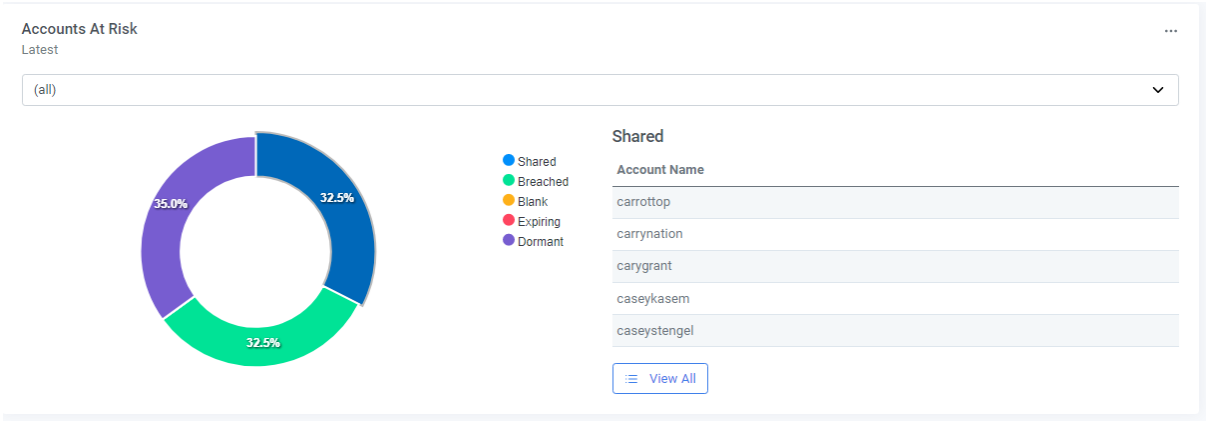 Accounts At Risk
...
Latest
(all)
35.0%
32.5%
32.5%
Shared
Breached
Blank
Expiring
Dormant
Shared
Account Name
carrottop
carrynation
carygrant
caseykasem
caseystengel
View All